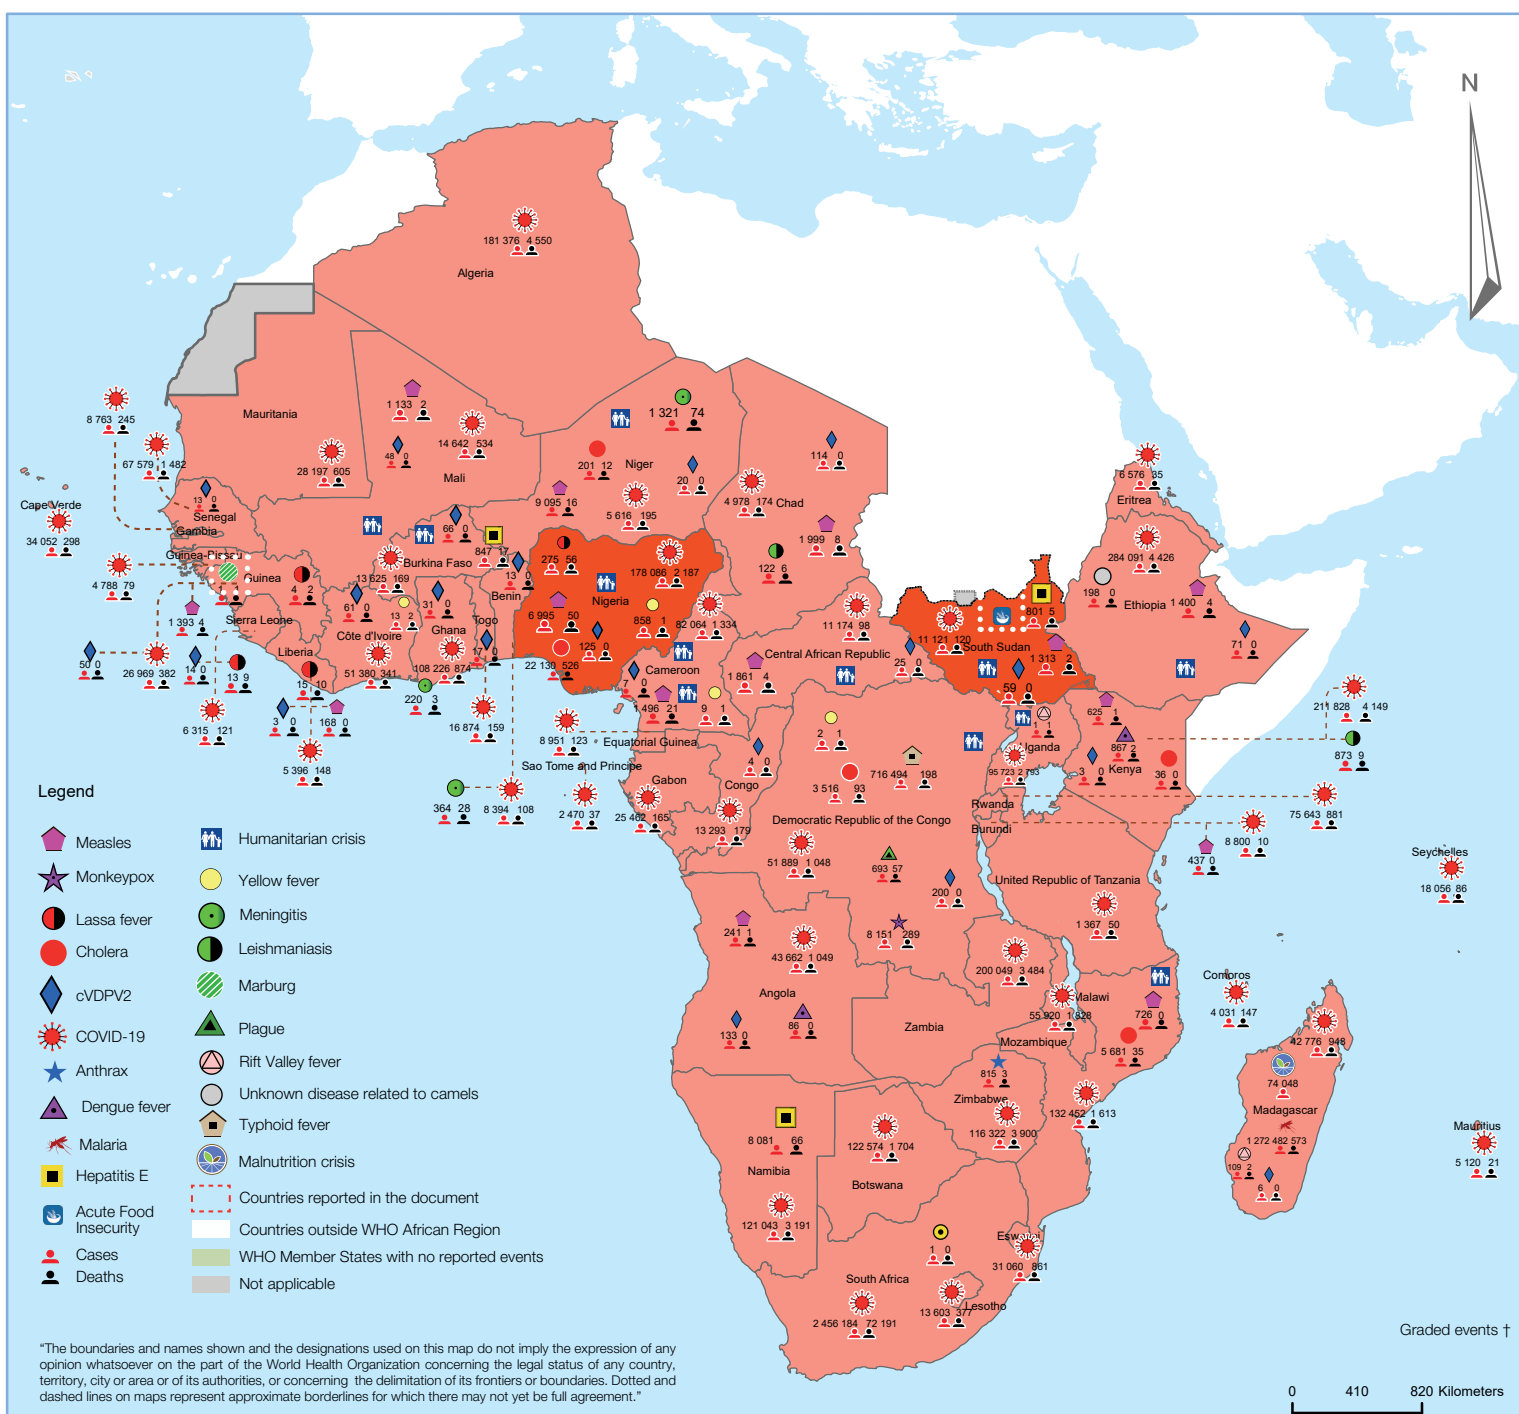 N
181 376 4 550
Algeria
Mauritania
1 133 2
14 642 534
48 0
Mali
28 197 605
8 763 245
67 579 1 482
1 321 74
201 12
Niger
20 0
9 095 16
5 616 195
114 0
4 978 174
Chad
1 999 8
122 6
6 576 35
Eritrea
284 091 4 426
198 0
Ethiopia
1 400 4
71 0
Cape Verde
34 052 298
13 0
Senegal
Gambia
Guinea-Bissau
4 788 79
Guinea
4 2
1 393 4
Sierra Leone
Liberia
50 0
26 969 382
14 0
13 9
15 10
6 315 121
3 0
168 0
5 396 148
66 0
847 17
Burkina Faso
13 625 169
13 0
Benin
61 0
13 2
31 0
Côte d'Ivoire
Ghana
Togo
17 0
51 380 341
108 226 874
220 3
16 874 159
364 28
8 394 108
275 56
178 086 2 187
Nigeria
6 995 50
858 1
125 0
22 130 526
82 064 1 334
Cameroon
7 0
1 496 21
9 1
8 951 123
Equatorial Guinea
Sao Tome and Principe
2 470 37
Gabon
25 462 165
Congo
4 0
13 293 179
11 174 98
Central African Republic
1 861 4
25 0
11 121 120
801 5
South Sudan
1 313 2
59 0
2 1
716 494 198
3 516 93
Democratic Republic of the Congo
51 889 1 048
693 57
200 0
8 151 289
1 1
Uganda
95 723 2 793
Rwanda
Burundi
625 1
867 2
Kenya
3 0
36 0
211 828 4 149
873 9
75 643 881
8 800 10
437 0
Seychelles
18 056 86
United Republic of Tanzania
1 367 50
241 1
43 662 1 049
Angola
133 0
86 0
200 049 3 484
Zambia
Malawi
55 920 1 828
726 0
Mozambique
5 681 35
Comoros
4 031 147
42 776 948
74 048
Madagascar
1 272 482 573
109 2
6 0
Mauritius
5 120 21
815 3
Zimbabwe
116 322 3 900
132 452 1 613
8 081 66
Namibia
121 043 3 191
122 574 1 704
Botswana
1 0
South Africa
2 456 184 72 191
31 060 861
13 603 377
Lesotho
Legend
Measles
Monkeypox
Lassa fever
Cholera
cVDPV2
COVID-19
Anthrax
Dengue fever
Malaria
Hepatitis E
Acute Food
Insecurity
Cases
Deaths
Humanitarian crisis
Yellow fever
Meningitis
Leishmaniasis
Marburg
Plague
Rift Valley fever
Unknown disease related to camels
Typhoid fever
Malnutrition crisis
Countries reported in the document
Countries outside WHO African Region
WHO Member States with no reported events
Not applicable
Graded events †
0 410 820 Kilometers
“The boundaries and names shown and the designations used on this map do not imply the expression of any
opinion whatsoever on the part of the World Health Organization concerning the legal status of any country,
territory, city or area or of its authorities, or concerning the delimitation of its frontiers or boundaries. Dotted and
dashed lines on maps represent approximate borderlines for which there may not yet be full agreement.”